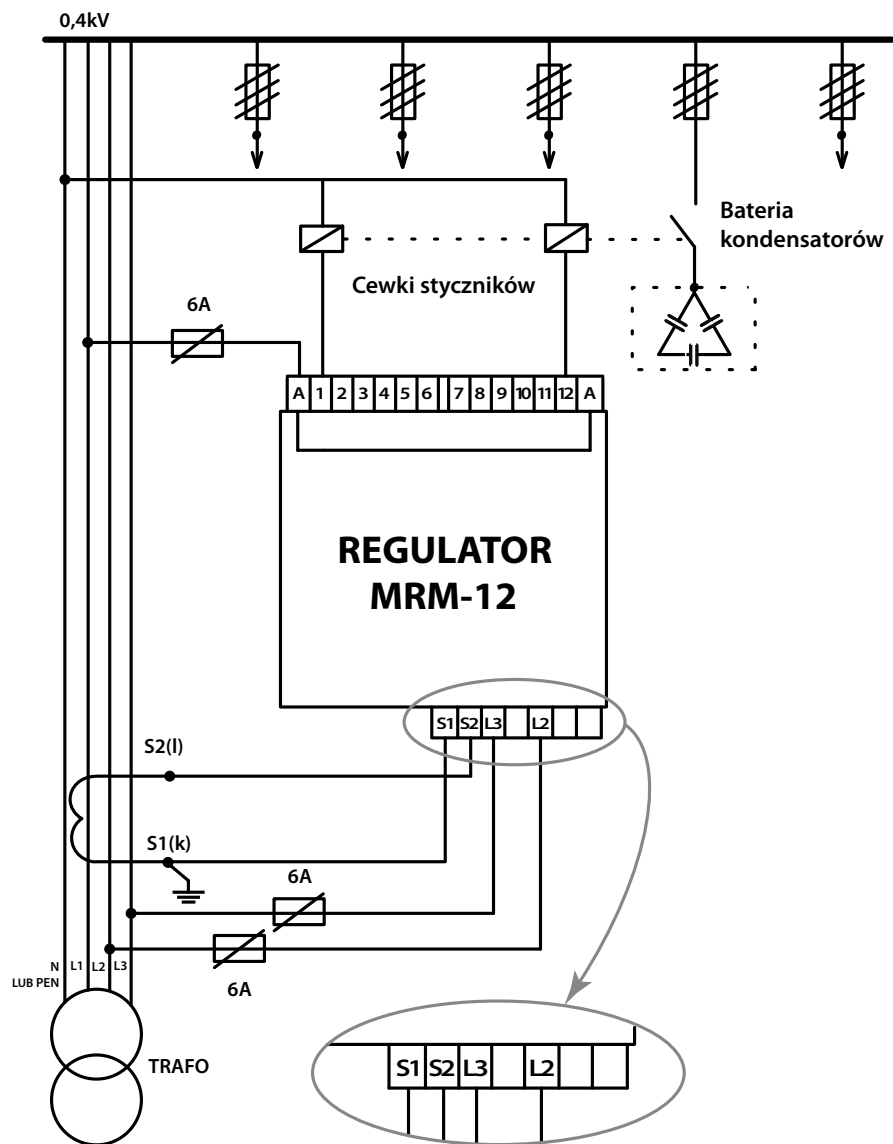 0,4kV
Bateria
kondensatorów
Cewki styczników
6A
A 1 2 3 4 5 6 7 8 9 10 11 12 A
REGULATOR
MRM-12
S1 S2 L3 L2
S2(l)
S1(k)
6A
N L1 L2 L3
LUB PEN
6A
TRAFO
S1 S2 L3 L2